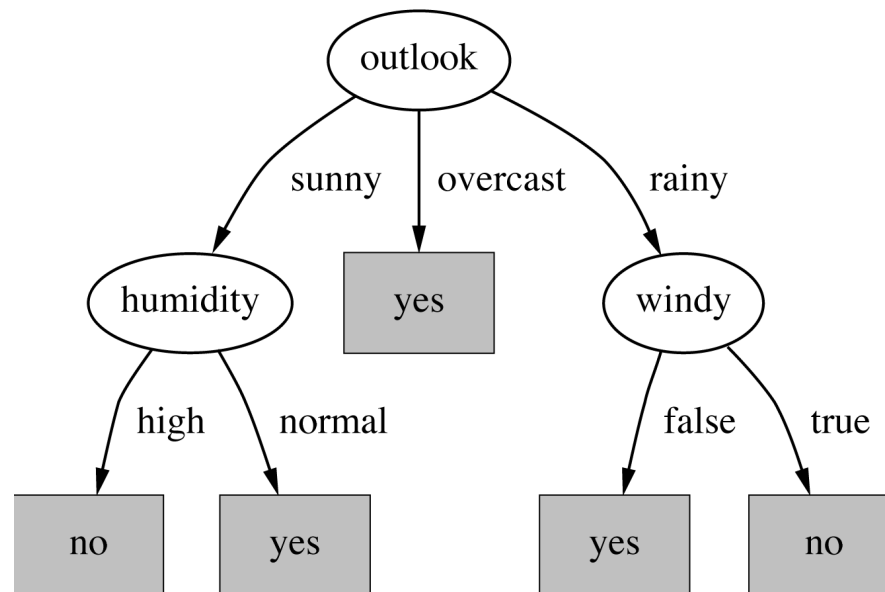 outlook
sunny overcast rainy
humidity yes windy
high normal false true
no yes yes no